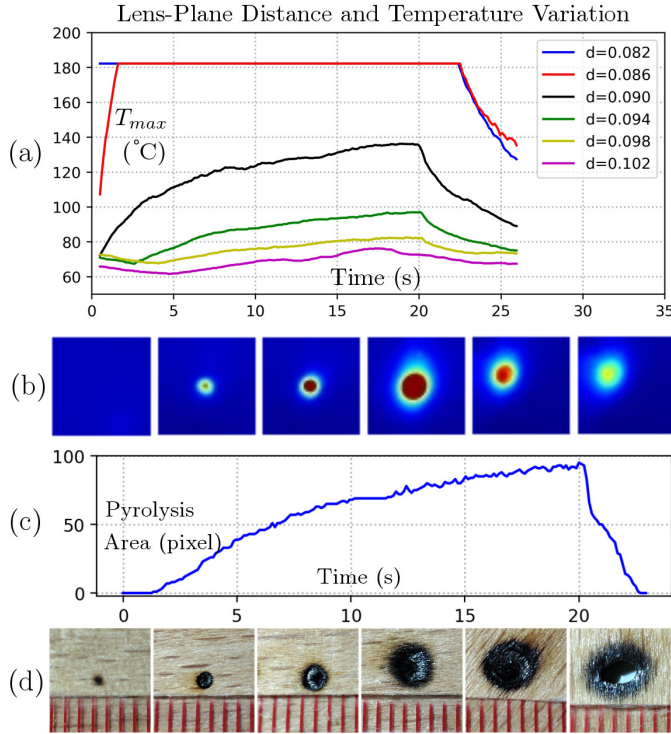 Lens-Plane Distance and Temperature Variation
200
180
160
140
120
100
80
60
T_max
(°C)
(a)
d=0.082
d=0.086
d=0.090
d=0.094
d=0.098
d=0.102
Time (s)
0 5 10 15 20 25 30 35
(b)
100
50
0
(c)
Pyrolysis
Area (pixel)
Time (s)
0 5 10 15 20
(d)